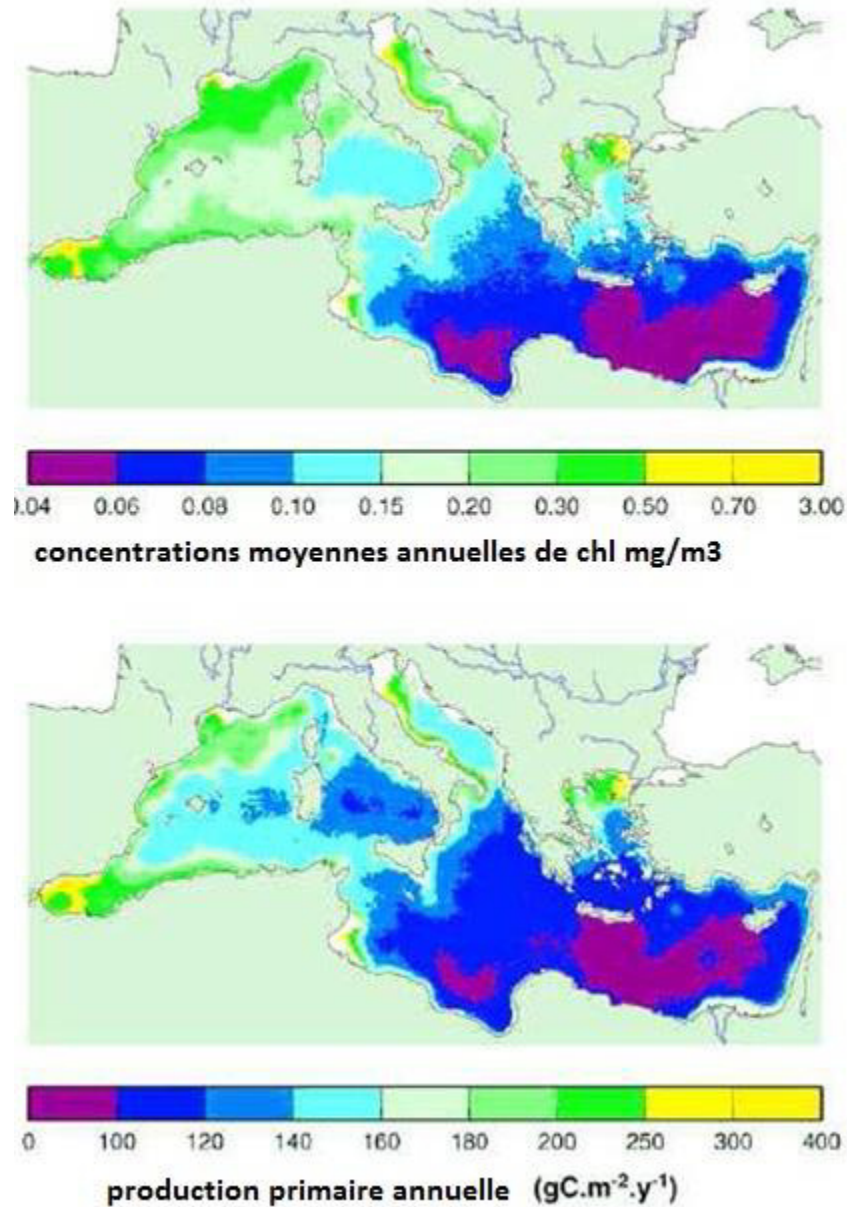 0.04 0.06 0.08 0.10 0.15 0.20 0.30 0.50 0.70 3.00
concentrations moyennes annuelles de chl mg/m3
0 100 120 140 160 180 200 250 300 400
production primaire annuelle (gC.m⁻².y⁻¹)